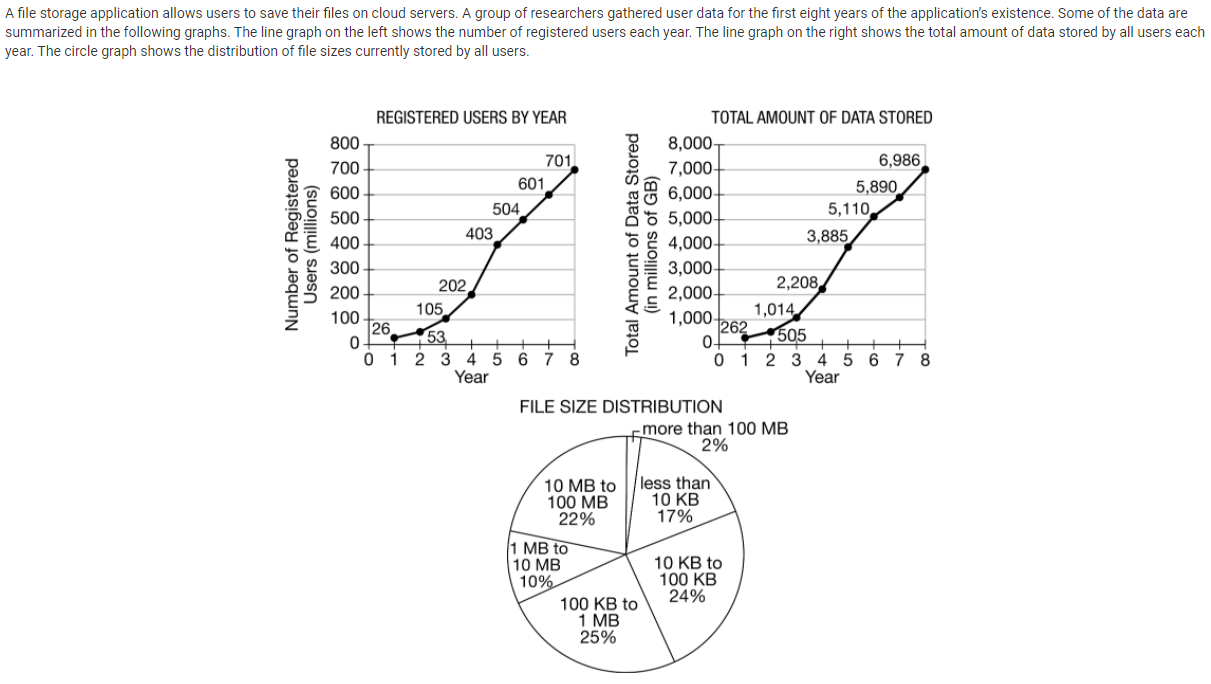 A file storage application allows users to save their files on cloud servers. A group of researchers gathered user data for the first eight years of the application's existence. Some of the data are
summarized in the following graphs. The line graph on the left shows the number of registered users each year. The line graph on the right shows the total amount of data stored by all users each
year. The circle graph shows the distribution of file sizes currently stored by all users.
REGISTERED USERS BY YEAR
Number of Registered
Users (millions)
800
700
600
500
400
300
200
100
0
26
53
105
202
403
504
601
701
0 1 2 3 4 5 6 7 8
Year
TOTAL AMOUNT OF DATA STORED
Total Amount of Data Stored
(in millions of GB)
8,000
7,000
6,000
5,000
4,000
3,000
2,000
1,000
0
262
505
1,014
2,208
3,885
5,110
5,890
6,986
0 1 2 3 4 5 6 7 8
Year
FILE SIZE DISTRIBUTION
more than 100 MB
2%
less than
10 KB
17%
10 KB to
100 KB
24%
100 KB to
1 MB
25%
1 MB to
10 MB
10%
10 MB to
100 MB
22%